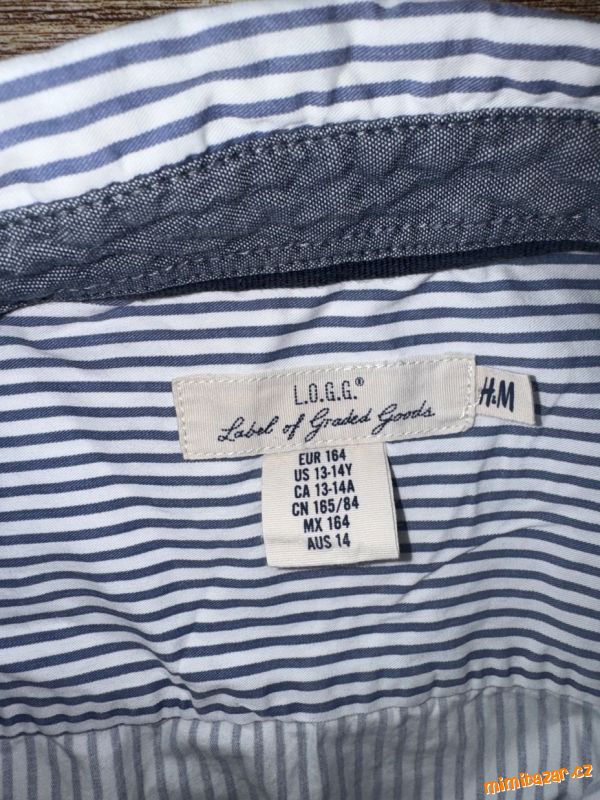 L.O.G.G.®
Label of Graded Goods
H&M
EUR 164
US 13-14Y
CA 13-14A
CN 165/84
MX 164
AUS 14
mimibazar.cz